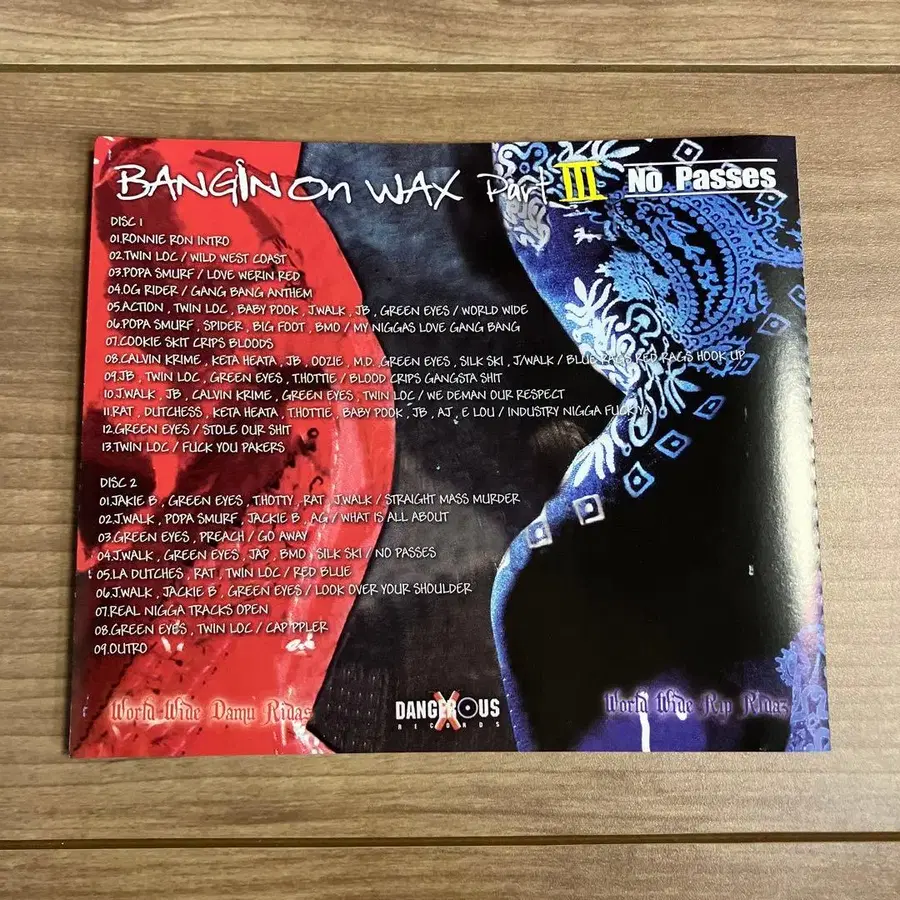 BANGiN On WAX Part III No Passes
DISC 1
01.RONNIE RON INTRO
02.TWIN LOC / WILD WEST COAST
03.POPA SMURF / LOVE WERIN RED
04.OG RIDER / GANG BANG ANTHEM
05.ACTION , TWIN LOC , BABY POOK , J.WALK , JB , GREEN EYES / WORLD WIDE
06.POPA SMURF , SPIDER , BIG FOOT , BMO / MY NIGGAS LOVE GANG BANG
07.COOKIE SKIT CRIPS BLOODS
08.CALVIN KRIME , KETA HEATA , JB , OOZIE , M.D. GREEN EYES , SILK SKI , J/WALK / BLUE RAGS RED RAGS HOOK UP
09.JB , TWIN LOC , GREEN EYES , T.HOTTIE / BLOOD CRIPS GANGSTA SHIT
10.J.WALK , JB , CALVIN KRIME , GREEN EYES , TWIN LOC / WE DEMAN OUR RESPECT
11.RAT , DUTCHESS , KETA HEATA , THOTTIE , BABY POOK , JB , AJ , E LOU / INDUSTRY NIGGA FUCK YA
12.GREEN EYES / STOLE OUR SHIT
13.TWIN LOC / FUCK YOU PAKERS
DISC 2
01.JAKIE B , GREEN EYES , T.HOTTY , RAT , J.WALK / STRAIGHT MASS MURDER
02.J.WALK , POPA SMURF , JACKIE B , AG / WHAT IS ALL ABOUT
03.GREEN EYES , PREACH / GO AWAY
04.J.WALK , GREEN EYES , JAP , BMO , SILK SKI / NO PASSES
05.LA DUTCHES , RAT , TWIN LOC / RED BLUE
06.J.WALK , JACKIE B , GREEN EYES / LOOK OVER YOUR SHOULDER
07.REAL NIGGA TRACKS OPEN
08.GREEN EYES , TWIN LOC / CAP PPLER
09.OUTRO
World Wide Damu Ridas
DANGEROUS
RECORDS
World Wide Rip Ridaz